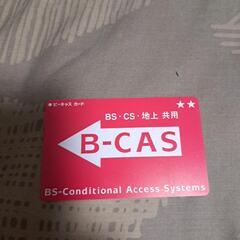 ビーキャス カード
★★
BS・CS・地上 共用
B-CAS
BS-Conditional Access Systems